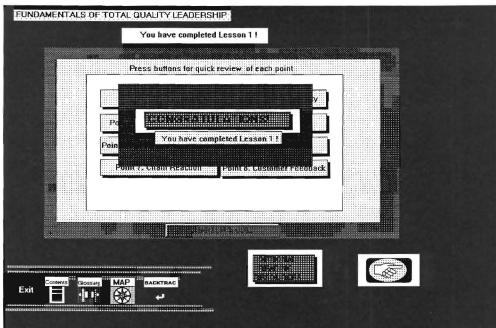 FUNDAMENTALS OF TOTAL QUALITY LEADERSHIP
You have completed Lesson 1 !
Press buttons for quick review of each point
CONGRATULATIONS!
You have completed Lesson 1 !
Point 7, Chain Reaction
Point 8, Customer Feedback
Exit
Contents
Glossary
MAP
BACKTRAC